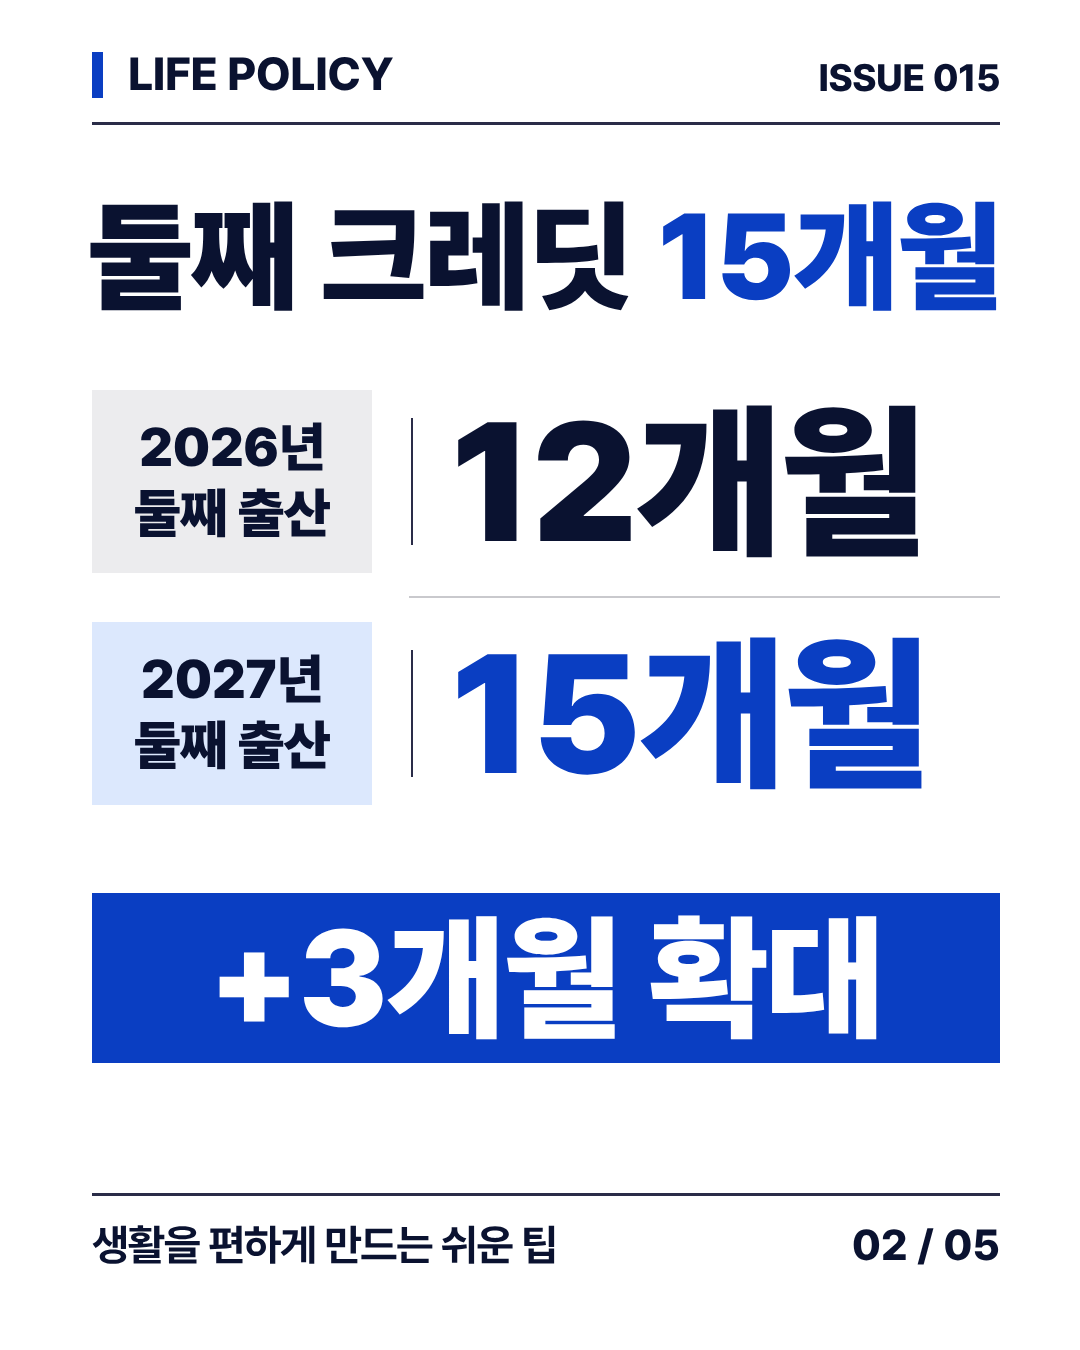 LIFE POLICY
ISSUE 015
둘째 크레딧 15개월
2026년
둘째 출산
12개월
2027년
둘째 출산
15개월
+3개월 확대
생활을 편하게 만드는 쉬운 팁
02 / 05